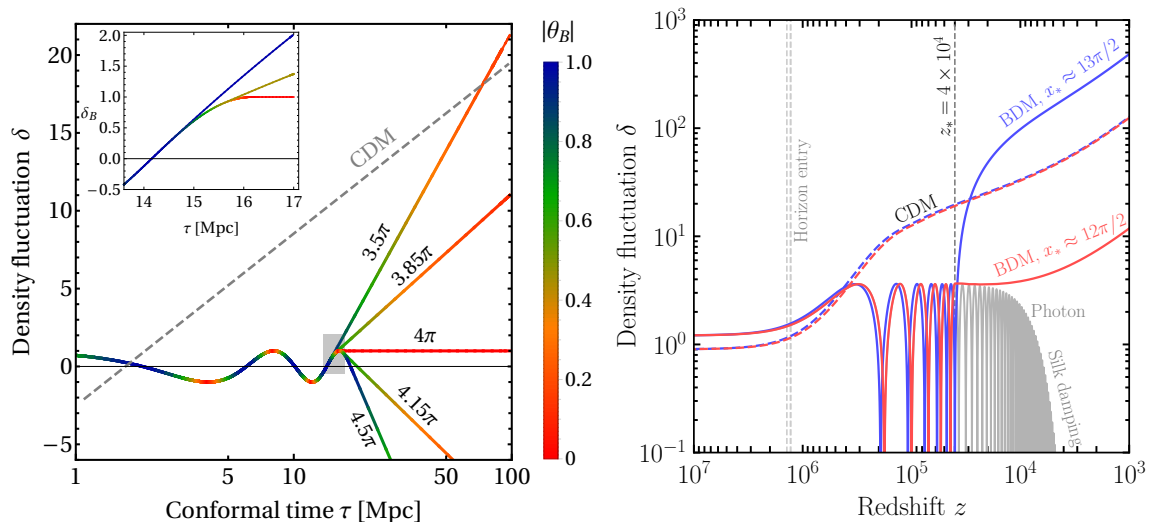 |θ_B|
20
15
10
5
0
−5
Density fluctuation δ
1
5
10
50
100
Conformal time τ [Mpc]
2.0
1.5
1.0
0.5
0.0
−0.5
δ_B
14
15
16
17
τ [Mpc]
CDM
3.5π
3.85π
4π
4.15π
4.5π
1.0
0.8
0.6
0.4
0.2
0
10^3
10^2
10^1
10^0
10^{−1}
Density fluctuation δ
Horizon entry
z_* = 4 × 10^4
BDM, x_* ≈ 13π/2
CDM
BDM, x_* ≈ 12π/2
Photon
Silk damping
10^7
10^6
10^5
10^4
10^3
Redshift z